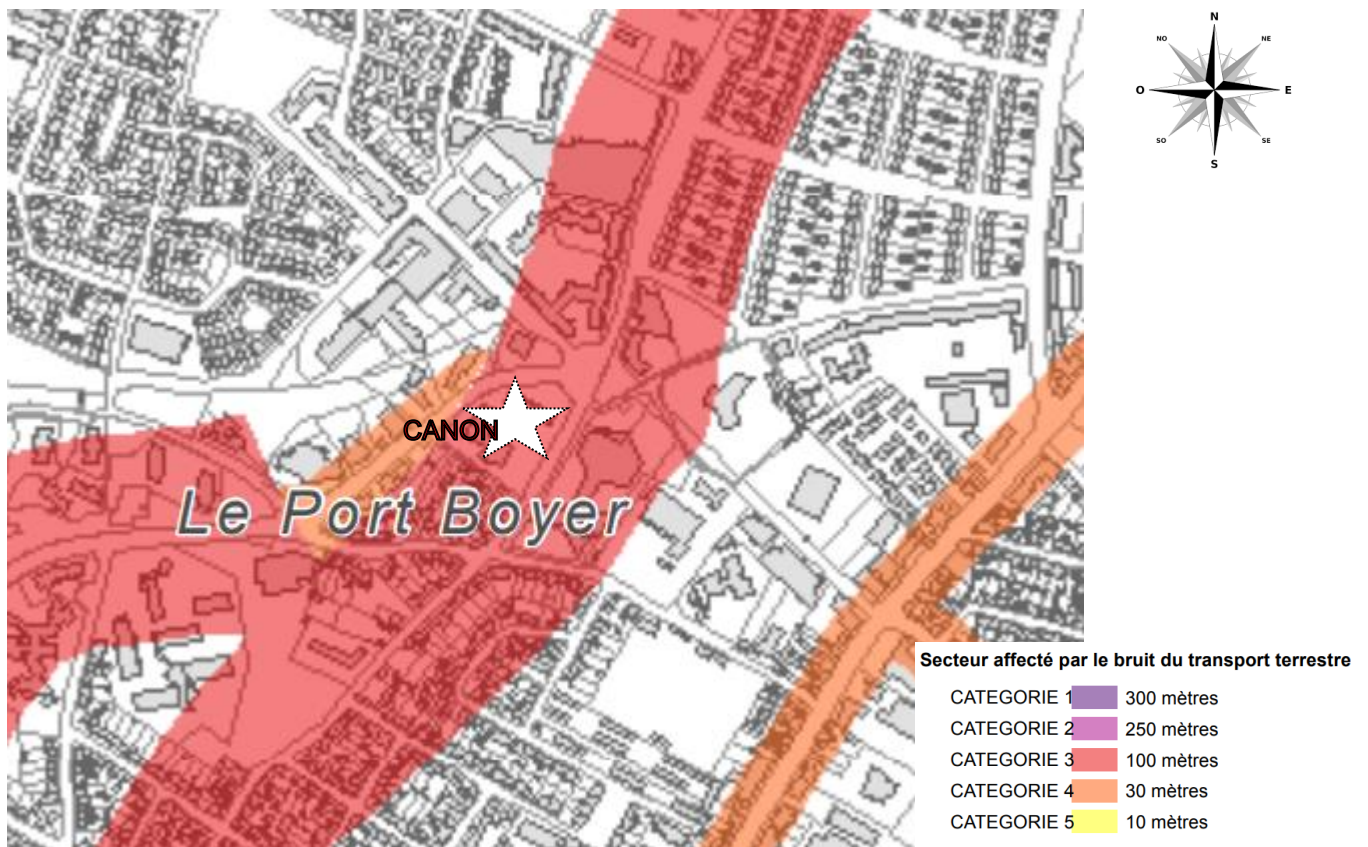 N
NO
NE
O
E
SO
SE
S
CANON
Le Port Boyer
Secteur affecté par le bruit du transport terrestre
CATEGORIE 1 300 mètres
CATEGORIE 2 250 mètres
CATEGORIE 3 100 mètres
CATEGORIE 4 30 mètres
CATEGORIE 5 10 mètres